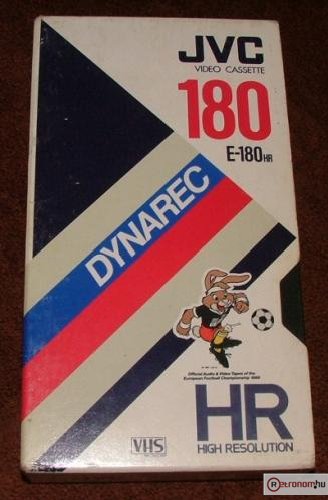 JVC
VIDEO CASSETTE
180
E-180HR
DYNAREC
Official Audio & Video Tapes of the
European Football Championship 1988
HR
HIGH RESOLUTION
VHS
Retronom.hu